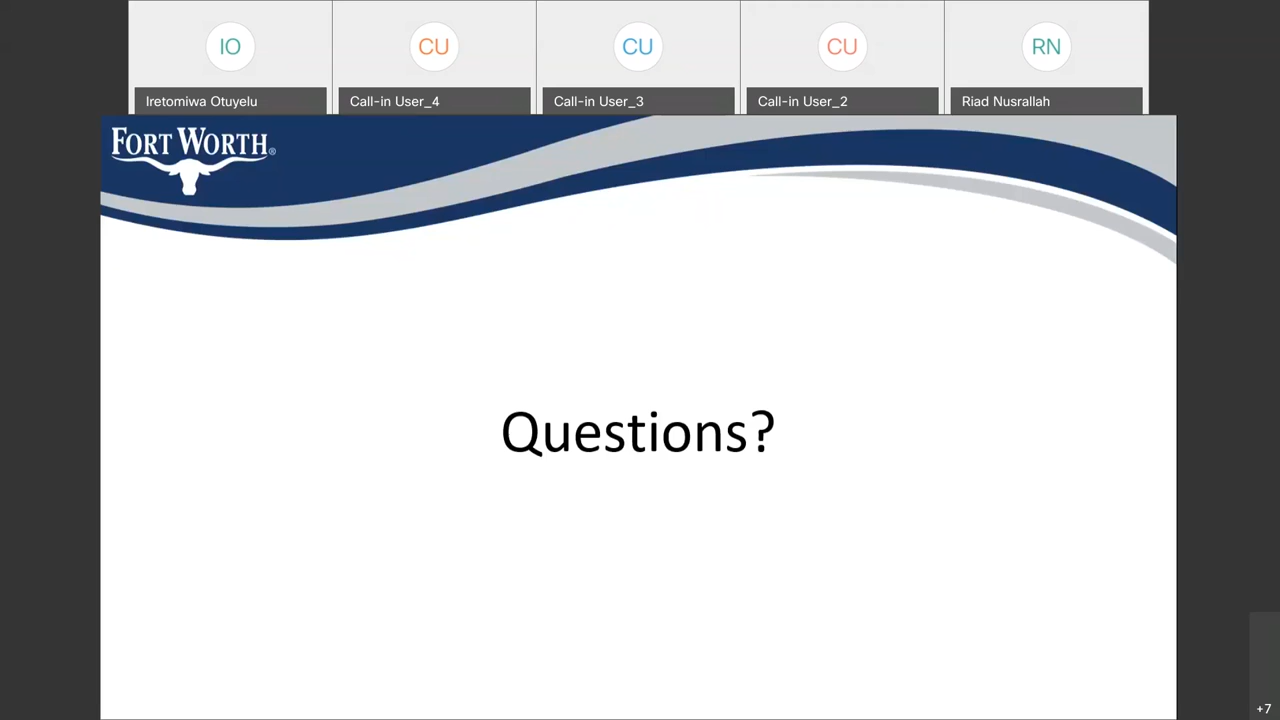 IO
CU
CU
CU
RN
Iretomiwa Otuyelu
Call-in User_4
Call-in User_3
Call-in User_2
Riad Nusrallah
FORT WORTH®
Questions?
+7